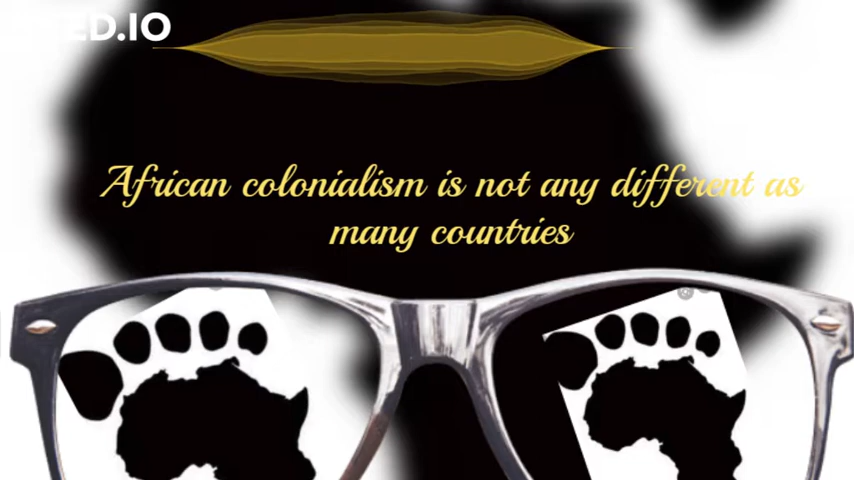 ED.IO
African colonialism is not any different as
many countries